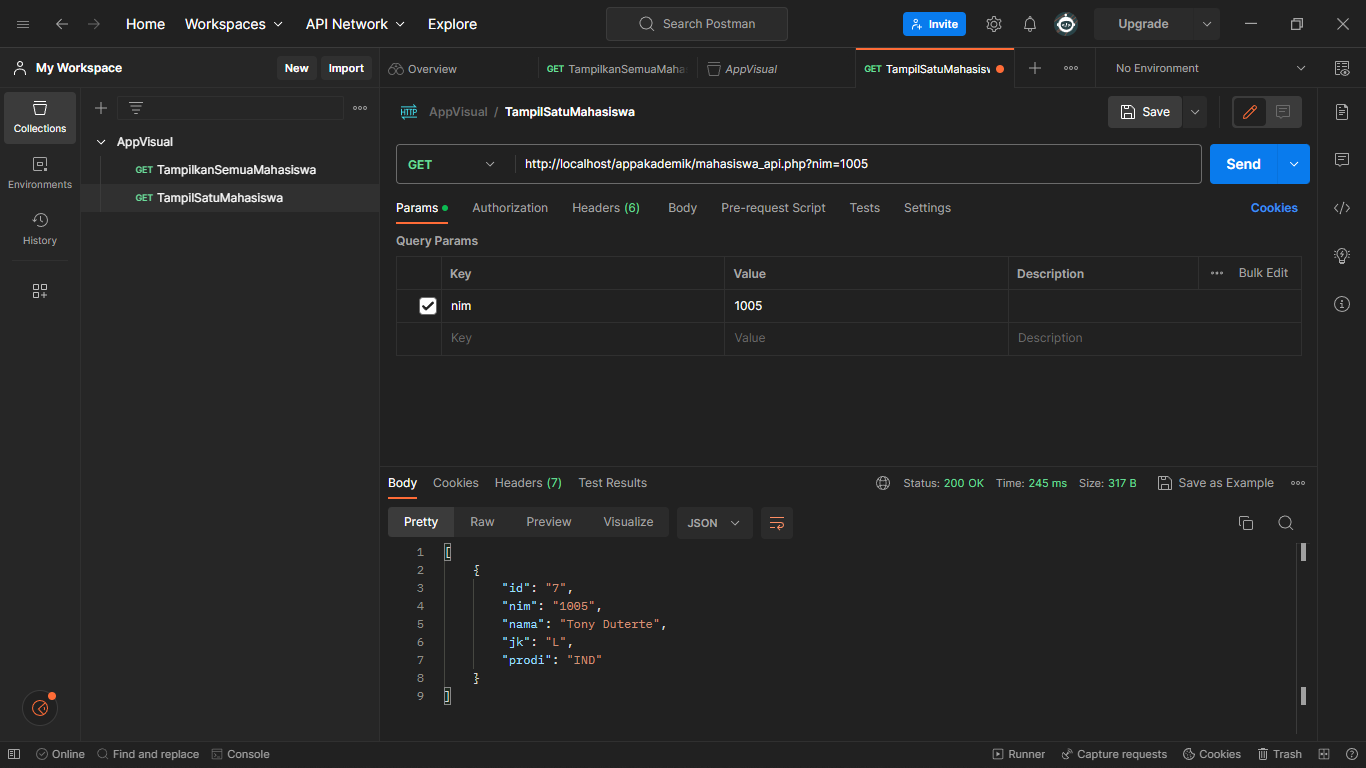 Home Workspaces API Network Explore Search Postman Invite Upgrade
My Workspace New Import Overview GET TampilkanSemuaMahas AppVisual GET TampilSatuMahasisw No Environment
Collections
Environments
History
AppVisual
GET TampilkanSemuaMahasiswa
GET TampilSatuMahasiswa
HTTP AppVisual / TampilSatuMahasiswa Save
GET http://localhost/appakademik/mahasiswa_api.php?nim=1005 Send
Params Authorization Headers (6) Body Pre-request Script Tests Settings Cookies
Query Params
Key Value Description Bulk Edit
nim 1005
Key Value Description
Body Cookies Headers (7) Test Results Status: 200 OK Time: 245 ms Size: 317 B Save as Example
Pretty Raw Preview Visualize JSON
1 [
2 {
3 "id": "7",
4 "nim": "1005",
5 "nama": "Tony Duterte",
6 "jk": "L",
7 "prodi": "IND"
8 }
9 ]
Online Find and replace Console Runner Capture requests Cookies Trash